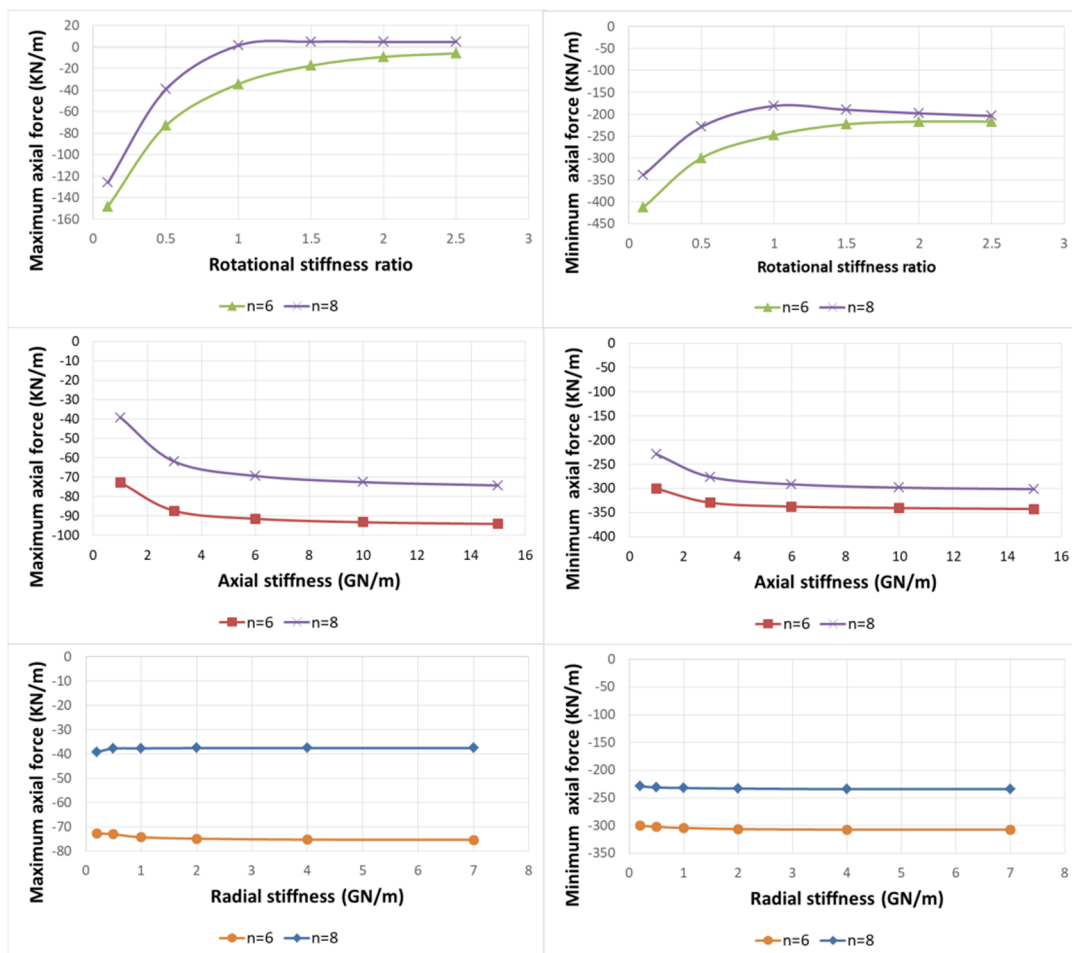 Maximum axial force (KN/m)
20
0
-20
-40
-60
-80
-100
-120
-140
-160
0 0.5 1 1.5 2 2.5 3
Rotational stiffness ratio
n=6 n=8
Minimum axial force (KN/m)
0
-50
-100
-150
-200
-250
-300
-350
-400
-450
0 0.5 1 1.5 2 2.5 3
Rotational stiffness ratio
n=6 n=8
Maximum axial force (KN/m)
0
-10
-20
-30
-40
-50
-60
-70
-80
-90
-100
0 2 4 6 8 10 12 14 16
Axial stiffness (GN/m)
n=6 n=8
Minimum axial force (KN/m)
0
-50
-100
-150
-200
-250
-300
-350
-400
0 2 4 6 8 10 12 14 16
Axial stiffness (GN/m)
n=6 n=8
Maximum axial force (KN/m)
0
-10
-20
-30
-40
-50
-60
-70
-80
0 1 2 3 4 5 6 7 8
Radial stiffness (GN/m)
n=6 n=8
Minimum axial force (KN/m)
0
-50
-100
-150
-200
-250
-300
-350
0 1 2 3 4 5 6 7 8
Radial stiffness (GN/m)
n=6 n=8